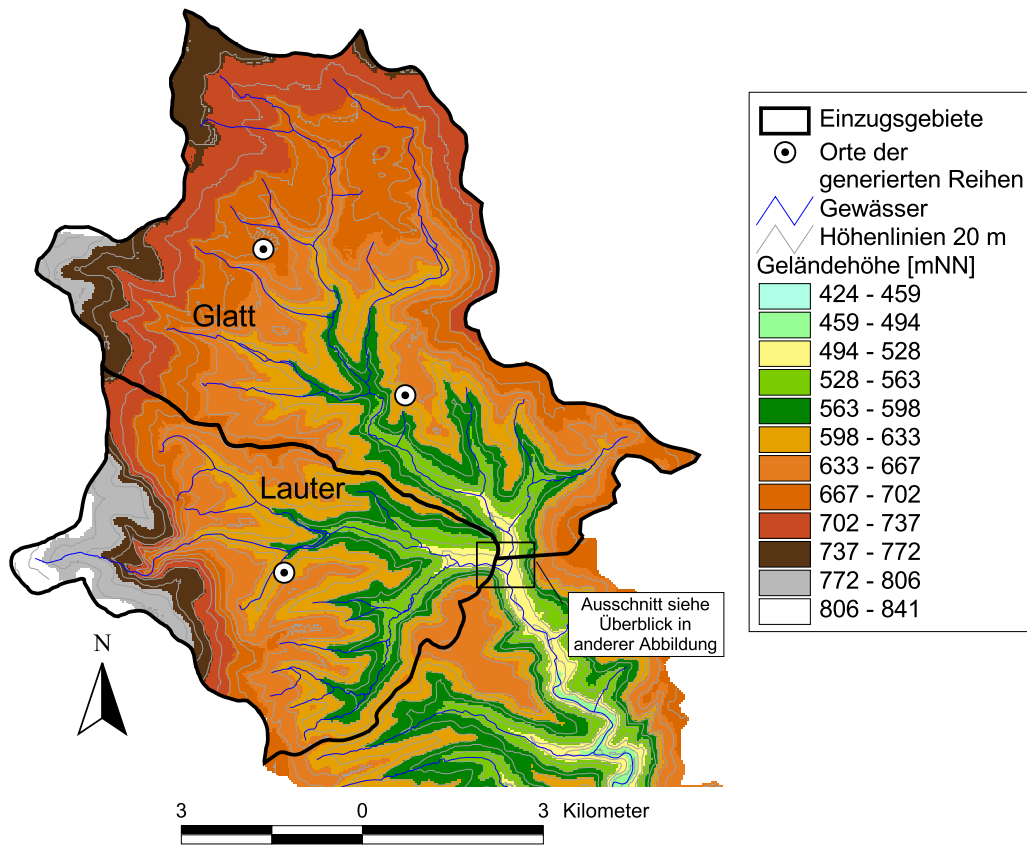 Glatt
Lauter
N
3 0 3 Kilometer
Ausschnitt siehe
Überblick in
anderer Abbildung
Einzugsgebiete
Orte der
generierten Reihen
Gewässer
Höhenlinien 20 m
Geländehöhe [mNN]
424 - 459
459 - 494
494 - 528
528 - 563
563 - 598
598 - 633
633 - 667
667 - 702
702 - 737
737 - 772
772 - 806
806 - 841